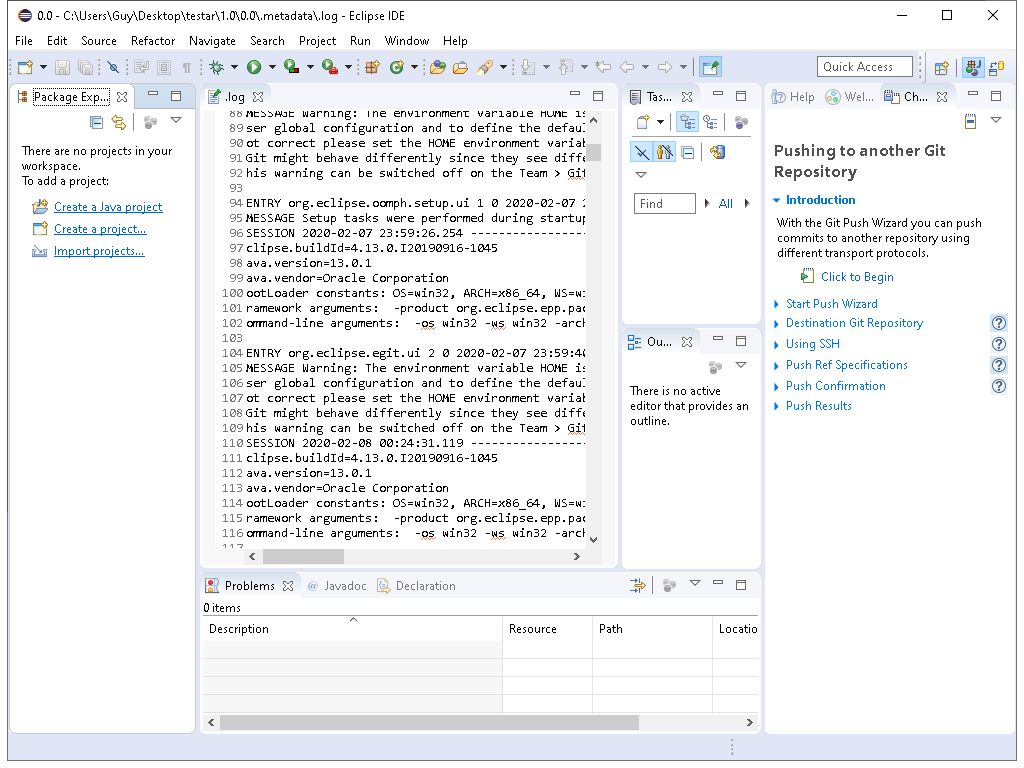 0.0 - C:\Users\Guy\Desktop\testar\1.0\0.0\.metadata\.log - Eclipse IDE
File Edit Source Refactor Navigate Search Project Run Window Help
Quick Access
Package Exp...
There are no projects in your
workspace.
To add a project:
Create a Java project
Create a project...
Import projects...
.log
88 MESSAGE Warning: The environment variable HOME is
89 ser global configuration and to define the defaul
90 ot correct please set the HOME environment variab
91 Git might behave differently since they see diffe
92 his warning can be switched off on the Team > Git
93
94 ENTRY org.eclipse.oomph.setup.ui 1 0 2020-02-07 2
95 MESSAGE Setup tasks were performed during startup
96 SESSION 2020-02-07 23:59:26.254 -----------------
97 clipse.buildId=4.13.0.I20190916-1045
98 ava.version=13.0.1
99 ava.vendor=Oracle Corporation
100 ootLoader constants: OS=win32, ARCH=x86_64, WS=wi
101 ramework arguments:  -product org.eclipse.epp.pac
102 ommand-line arguments:  -os win32 -ws win32 -arch
103
104 ENTRY org.eclipse.egit.ui 2 0 2020-02-07 23:59:40
105 MESSAGE Warning: The environment variable HOME is
106 ser global configuration and to define the defaul
107 ot correct please set the HOME environment variab
108 Git might behave differently since they see diffe
109 his warning can be switched off on the Team > Git
110 SESSION 2020-02-08 00:24:31.119 -----------------
111 clipse.buildId=4.13.0.I20190916-1045
112 ava.version=13.0.1
113 ava.vendor=Oracle Corporation
114 ootLoader constants: OS=win32, ARCH=x86_64, WS=wi
115 ramework arguments:  -product org.eclipse.epp.pac
116 ommand-line arguments:  -os win32 -ws win32 -arch
117
Tas...
Find
All
Ou...
There is no active
editor that provides an
outline.
Help Wel... Ch...
Pushing to another Git
Repository
Introduction
With the Git Push Wizard you can push
commits to another repository using
different transport protocols.
Click to Begin
Start Push Wizard
Destination Git Repository
Using SSH
Push Ref Specifications
Push Confirmation
Push Results
Problems @ Javadoc Declaration
0 items
Description Resource Path Locatio